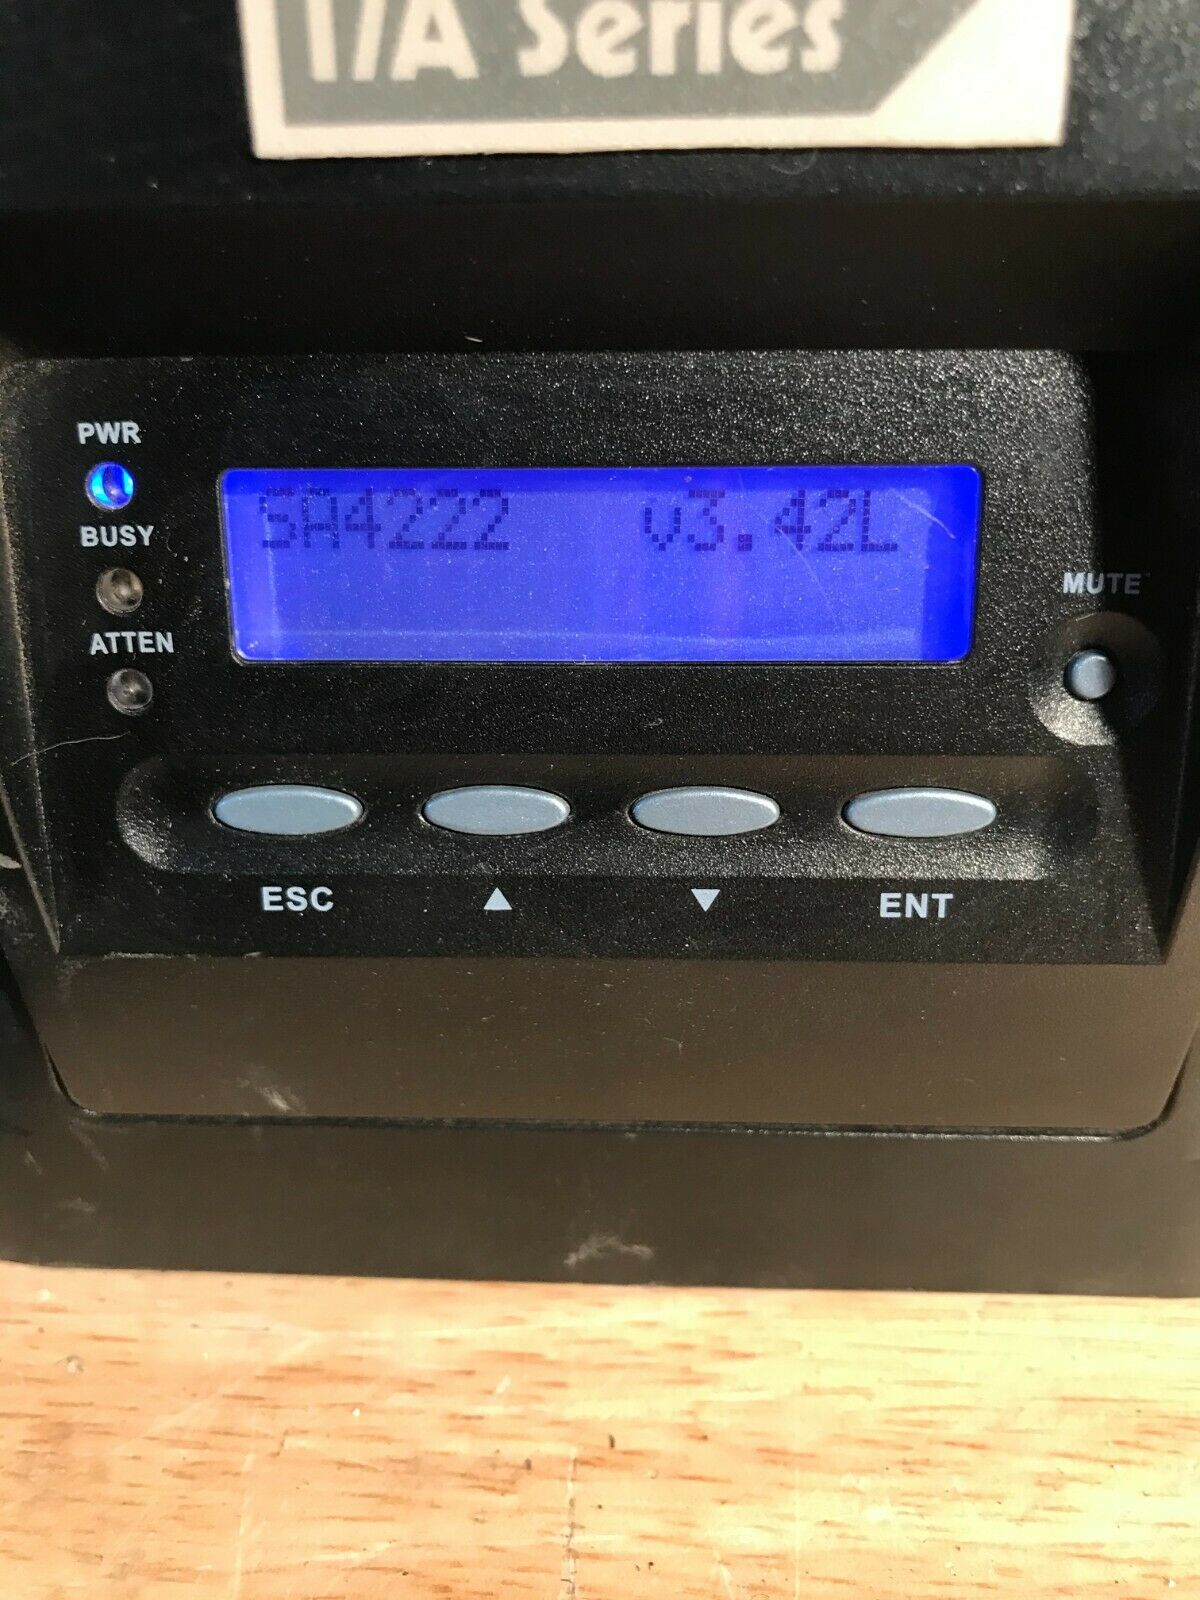 I/A Series
PWR
BUSY
ATTEN
SA4222 v3.42L
MUTE
ESC ▲ ▼ ENT